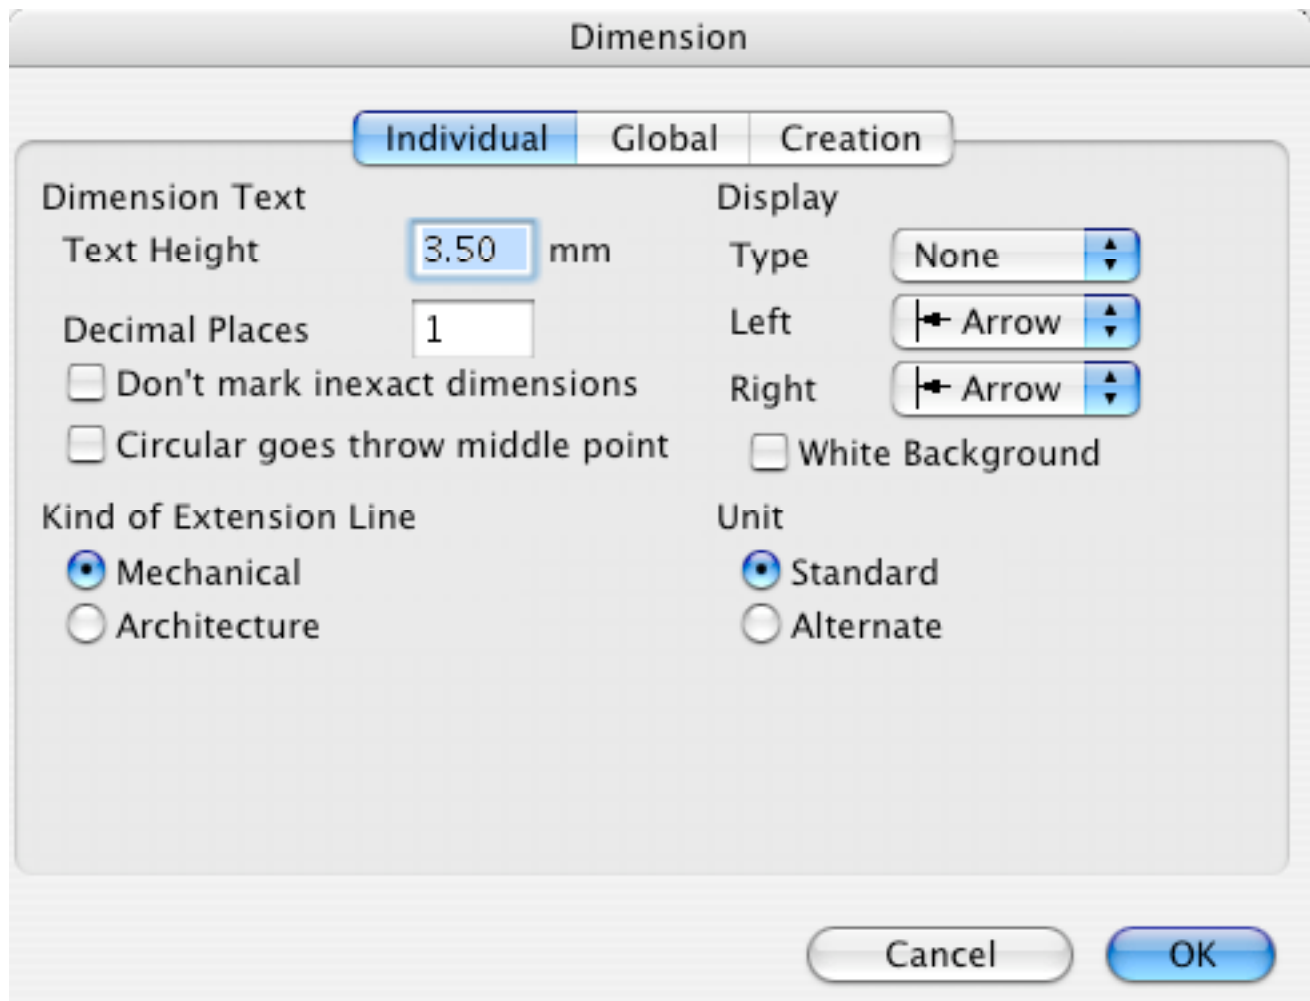 Dimension
Individual Global Creation
Dimension Text
Text Height 3.50 mm
Decimal Places 1
Don't mark inexact dimensions
Circular goes throw middle point
Kind of Extension Line
Mechanical
Architecture
Display
Type None
Left Arrow
Right Arrow
White Background
Unit
Standard
Alternate
Cancel OK